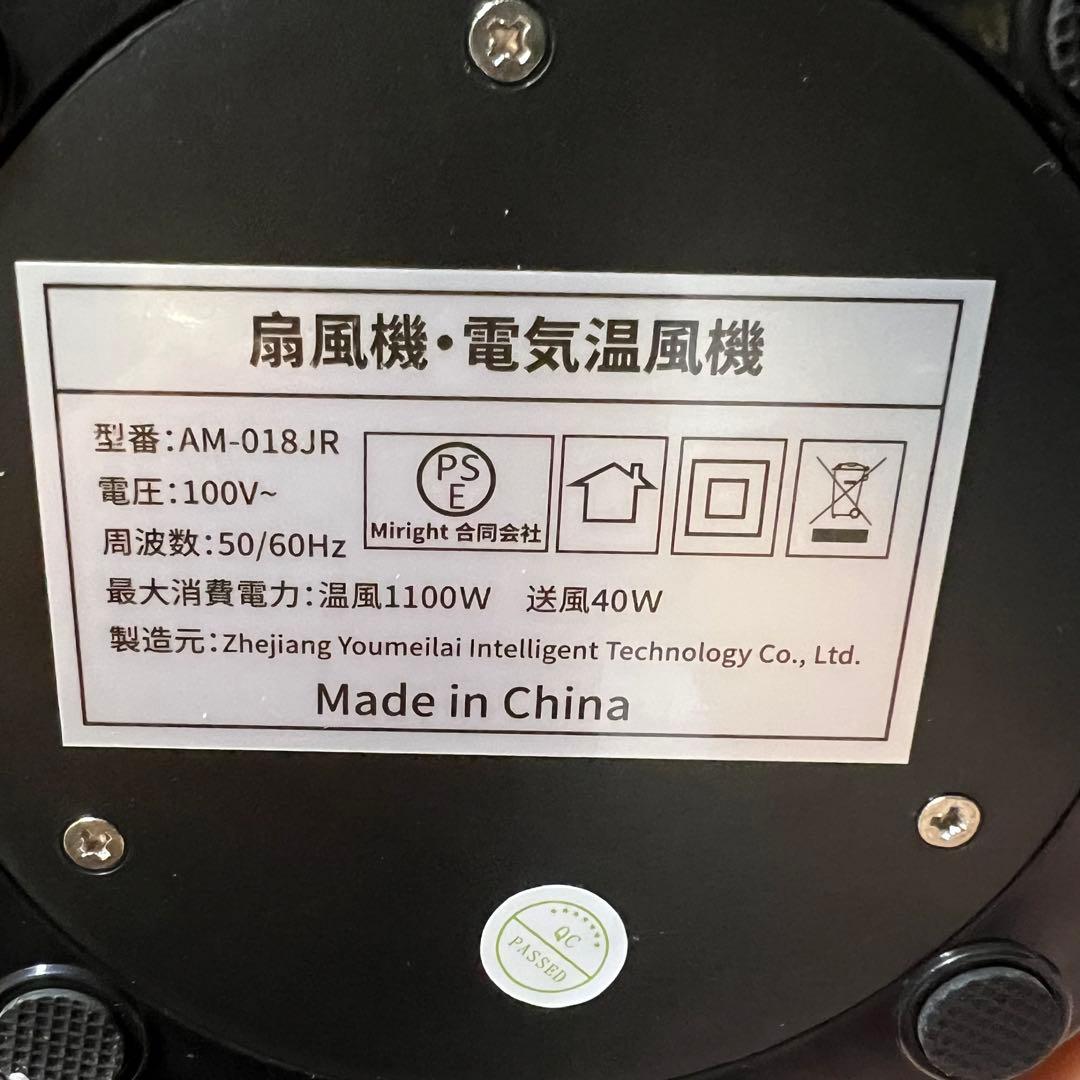 扇風機・電気温風機
型番：AM-018JR
電圧：100V~
周波数：50/60Hz
PS
E
Miright 合同会社
最大消費電力：温風1100W 送風40W
製造元：Zhejiang Youmeilai Intelligent Technology Co., Ltd.
Made in China
QC
PASSED